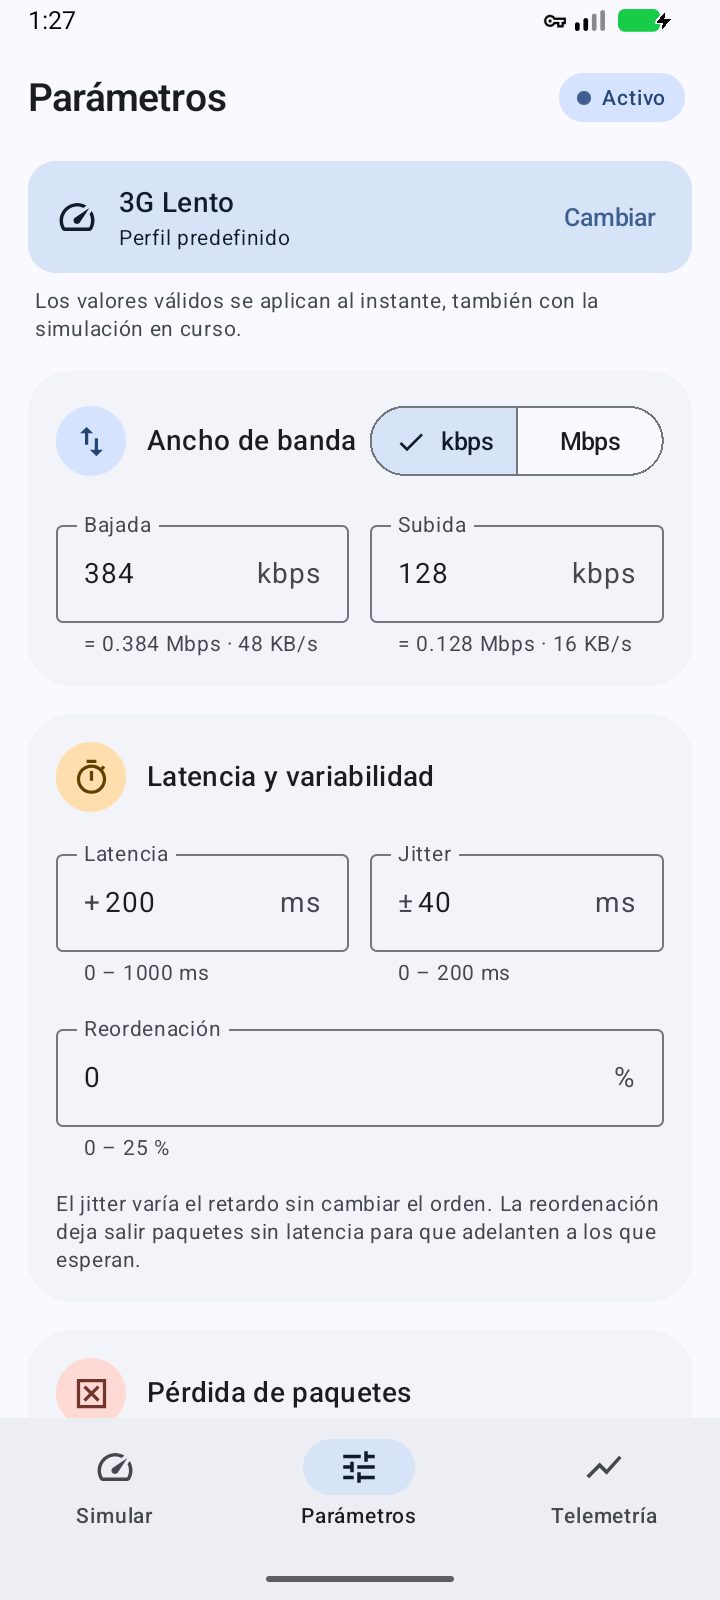 1:27
Parámetros
Activo
3G Lento
Perfil predefinido
Cambiar
Los valores válidos se aplican al instante, también con la
simulación en curso.
Ancho de banda
kbps
Mbps
Bajada
Subida
384 kbps
128 kbps
= 0.384 Mbps · 48 KB/s
= 0.128 Mbps · 16 KB/s
Latencia y variabilidad
Latencia
Jitter
+ 200 ms
± 40 ms
0 – 1000 ms
0 – 200 ms
Reordenación
0 %
0 – 25 %
El jitter varía el retardo sin cambiar el orden. La reordenación
deja salir paquetes sin latencia para que adelanten a los que
esperan.
Pérdida de paquetes
Simular
Parámetros
Telemetría